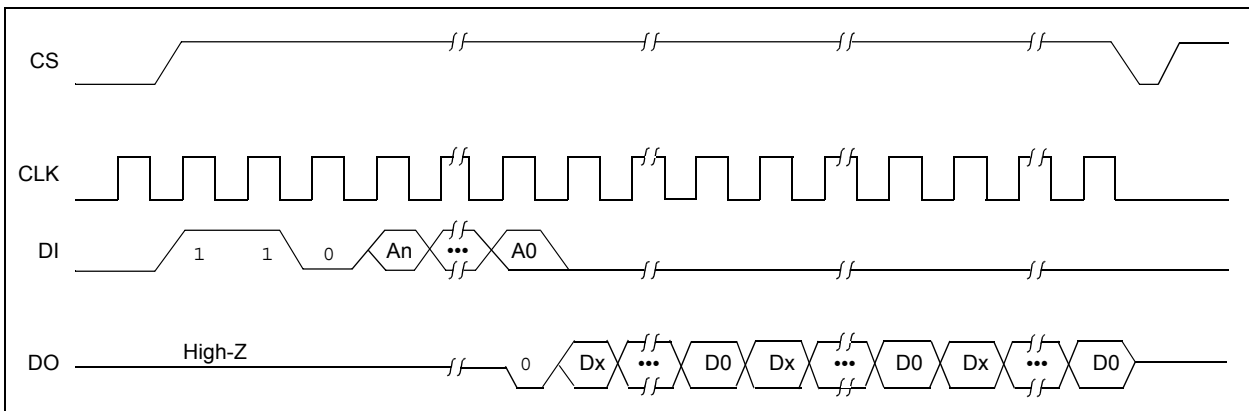 CS
CLK
DI 1 1 0 An ••• A0
High-Z
DO 0 Dx ••• D0 Dx ••• D0 Dx ••• D0